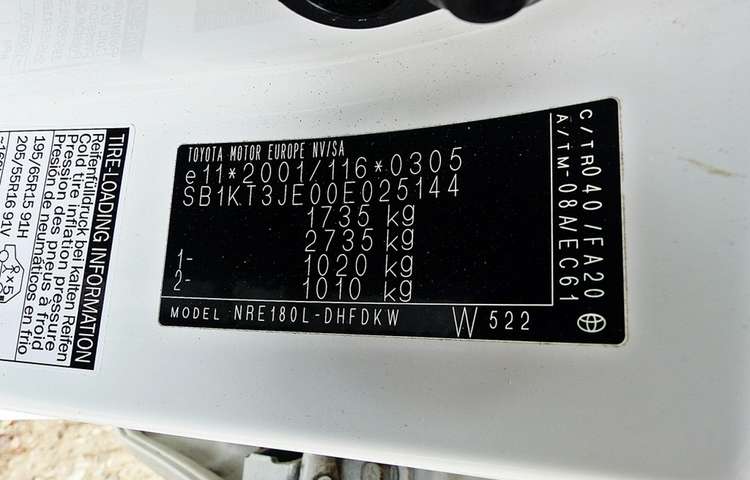 TOYOTA MOTOR EUROPE NV/SA
e11*2001/116*0305
SB1KT3JE00E025144
1735 kg
2735 kg
1- 1020 kg
2- 1010 kg
MODEL NRE180L-DHFDKW W 522
C/TR 040 /FA20
A/TM -08A/EC61
TIRE-LOADING INFORMATION
Reifenfülldruck bei kalten Reifen
Cold tire inflation pressure
Pression des pneus à froid
Presión de neumáticos en frío
195/65R15 91H
205/55R16 91V
x5